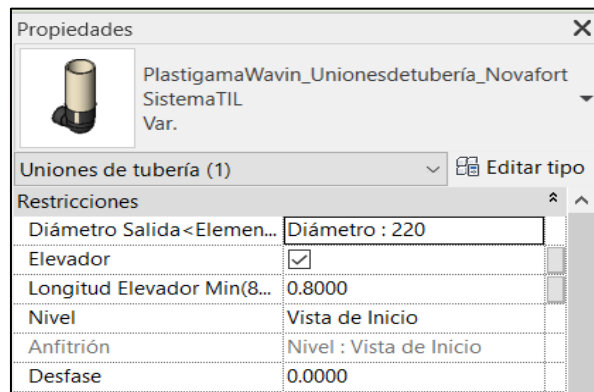 Propiedades
PlastigamaWavin_Unionesdetubería_Novafort
SistemaTIL
Var.
Uniones de tubería (1)
Editar tipo
Restricciones
Diámetro Salida<Elemen... Diámetro : 220
Elevador
Longitud Elevador Min(8... 0.8000
Nivel Vista de Inicio
Anfitrión Nivel : Vista de Inicio
Desfase 0.0000